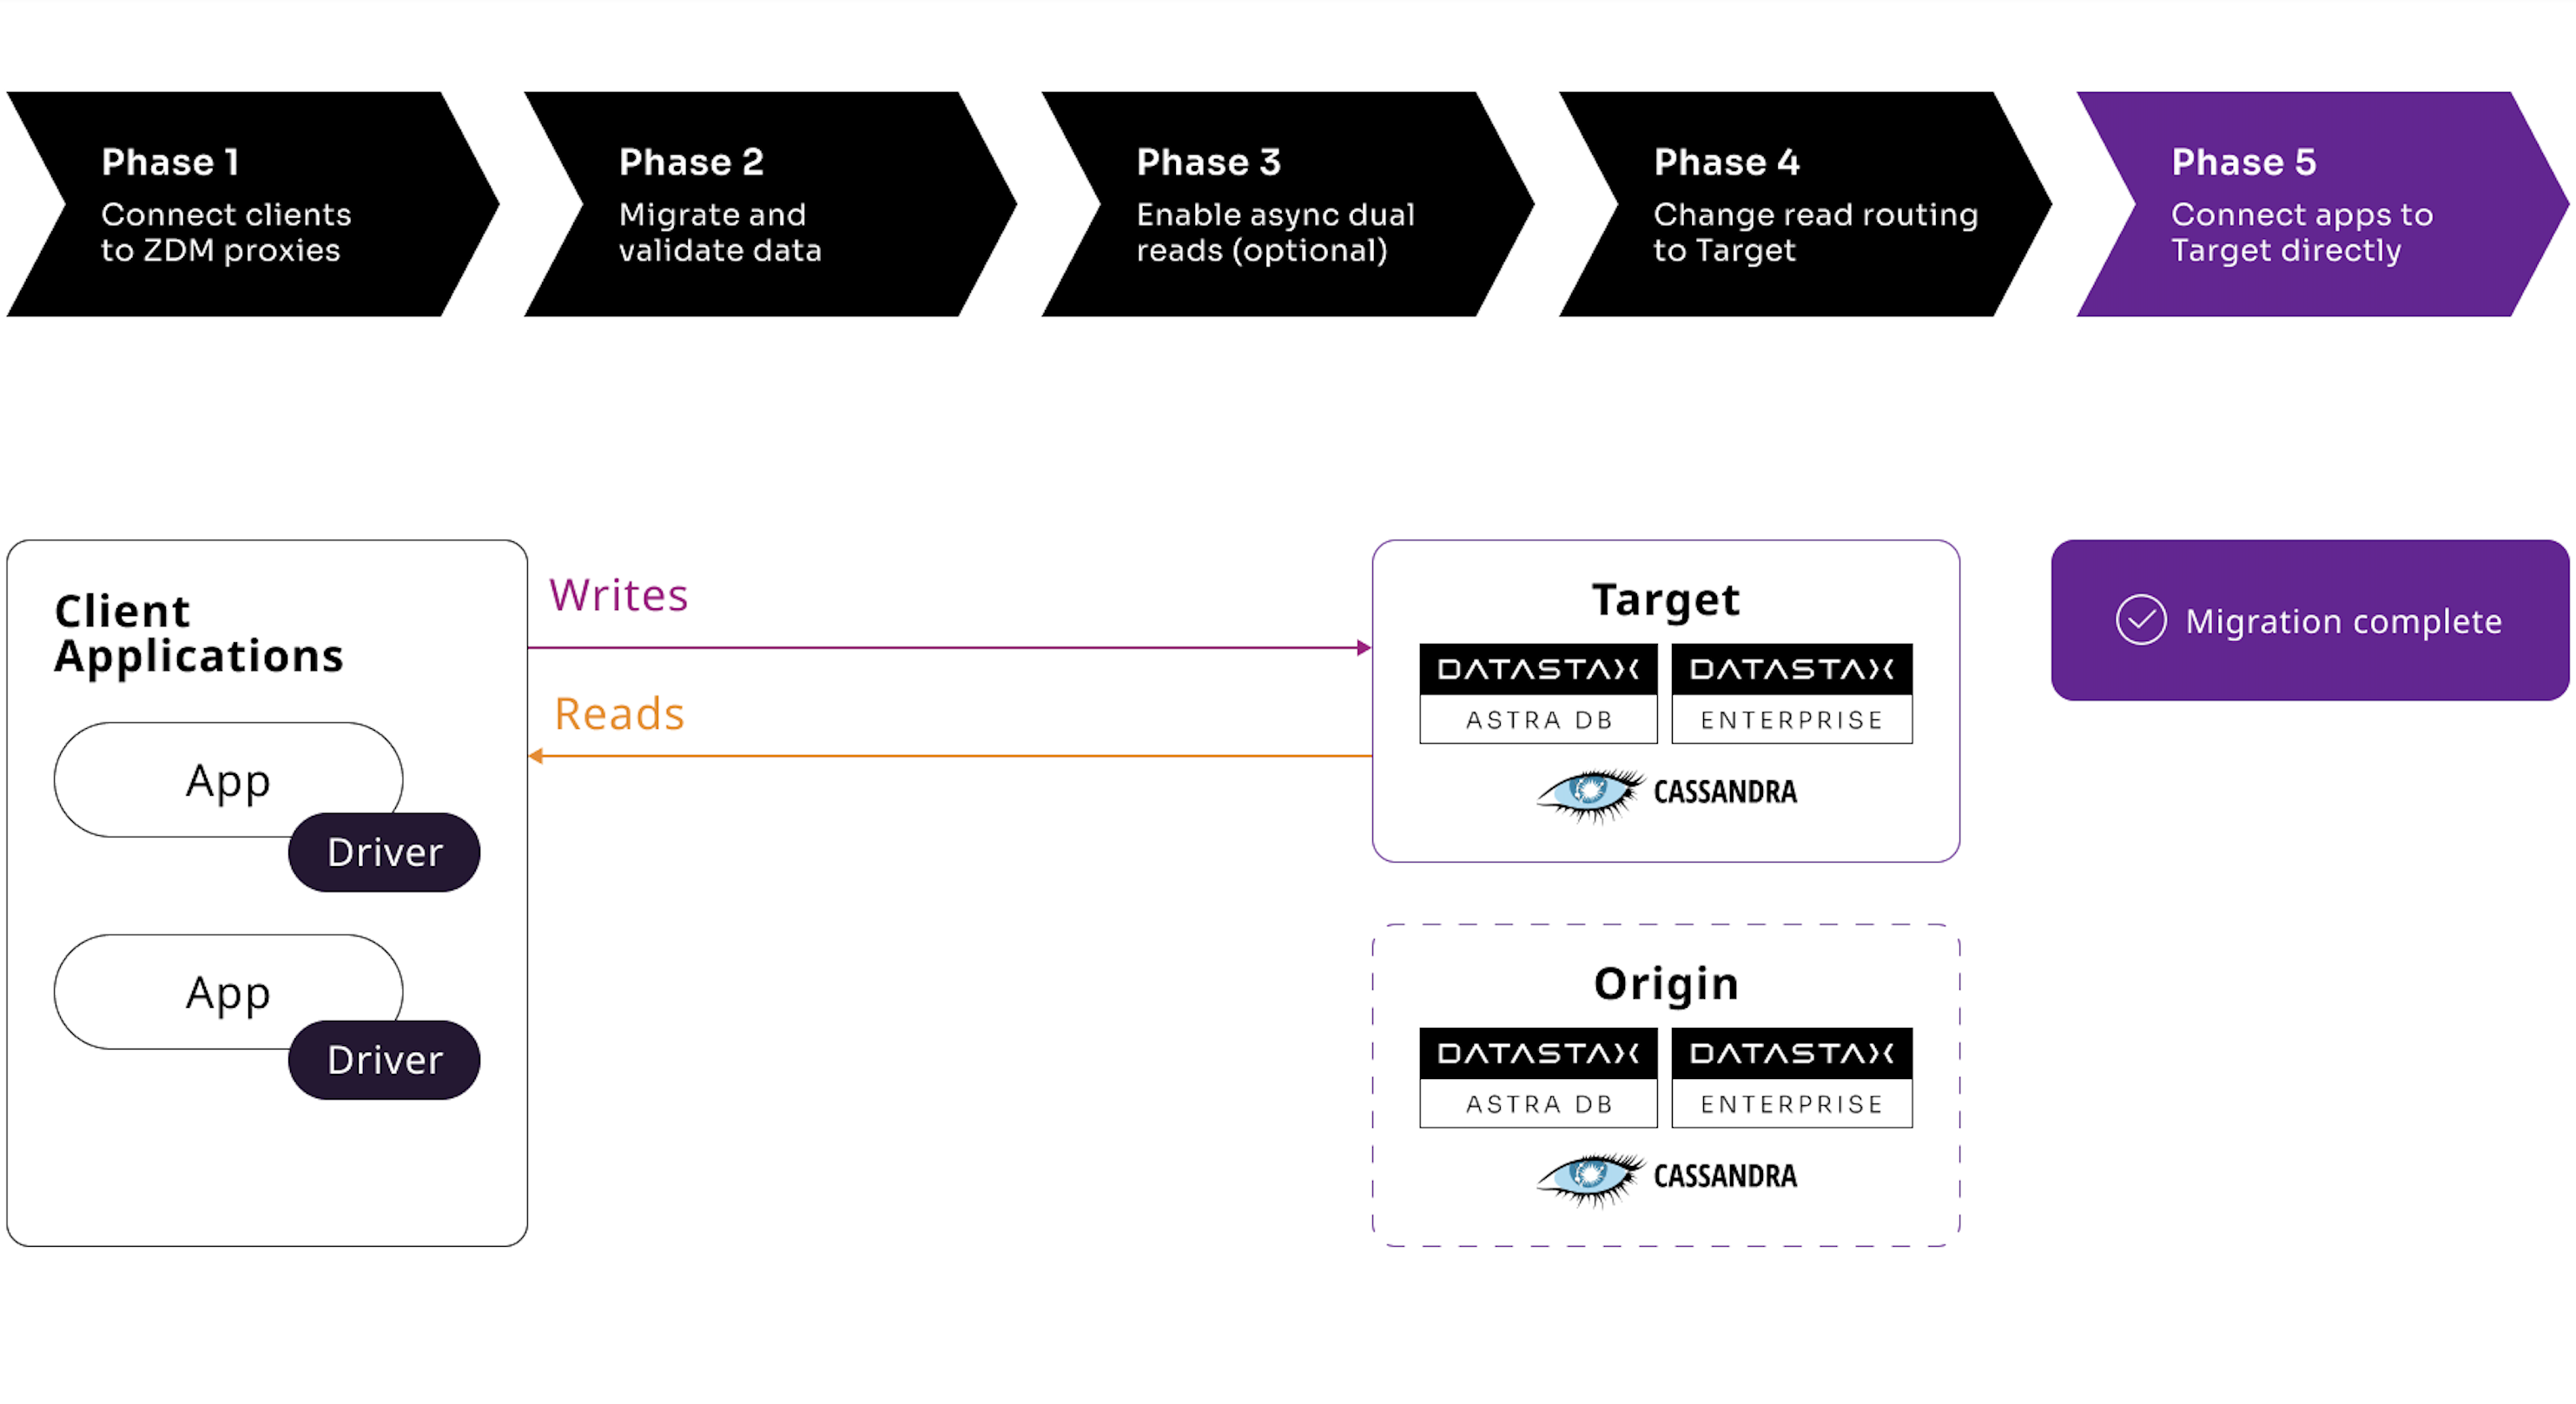 Phase 1
Connect clients
to ZDM proxies
Phase 2
Migrate and
validate data
Phase 3
Enable async dual
reads (optional)
Phase 4
Change read routing
to Target
Phase 5
Connect apps to
Target directly
Client
Applications
App
Driver
App
Driver
Writes
Reads
Target
DATASTAX
ASTRA DB
DATASTAX
ENTERPRISE
CASSANDRA
Origin
DATASTAX
ASTRA DB
DATASTAX
ENTERPRISE
CASSANDRA
Migration complete